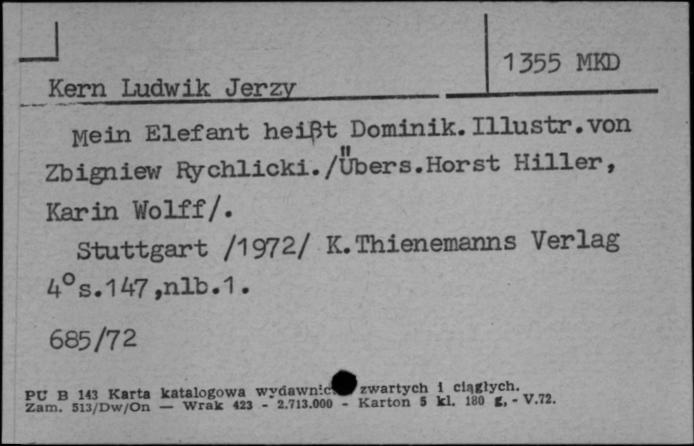 1355 MKD
Kern Ludwik Jerzy
Mein Elefant heißt Dominik.Illustr.von
Zbigniew Rychlicki./Übers.Horst Hiller,
Karin Wolff/.
Stuttgart /1972/ K.Thienemanns Verlag
4°s.147,nlb.1.
685/72
PU B 143 Karta katalogowa wydawnic zwartych i ciągłych.
Zam. 513/Dw/On — Wrak 423 - 2.713.000 - Karton 5 kl. 180 g, - V.72.